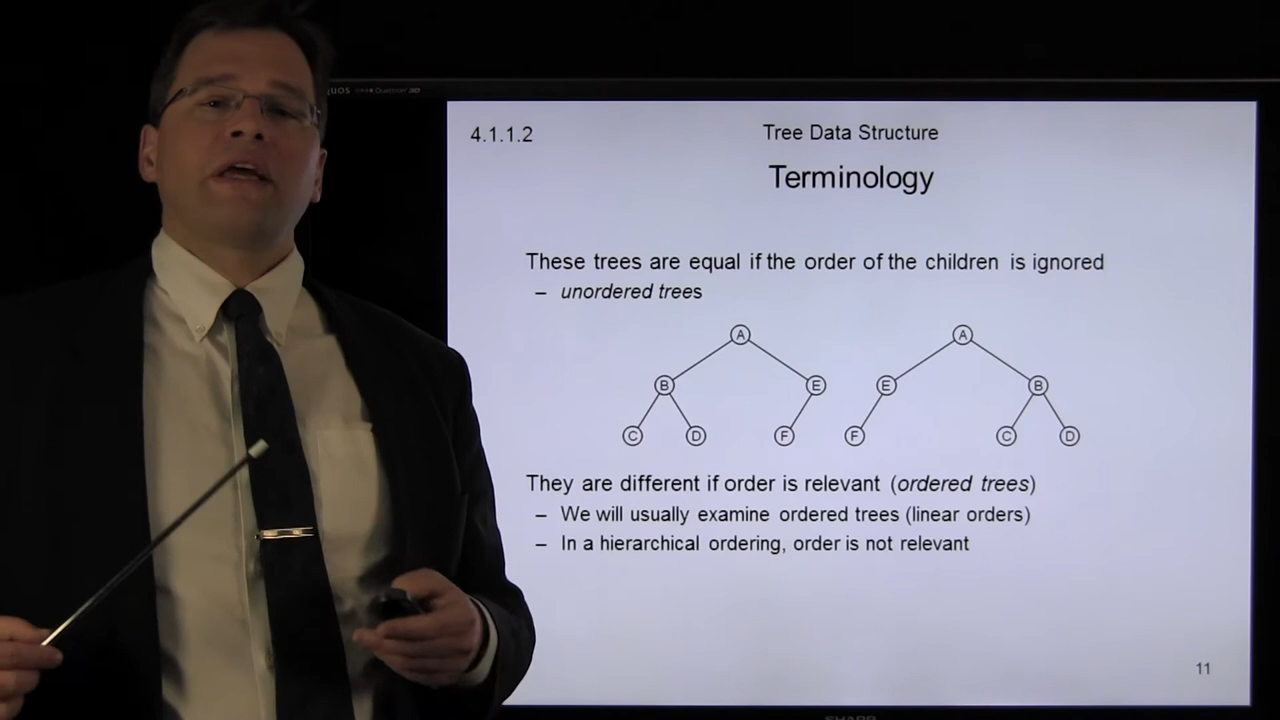 4.1.1.2
Tree Data Structure
Terminology
These trees are equal if the order of the children is ignored
– unordered trees
A A
B E E B
C D F F C D
They are different if order is relevant (ordered trees)
– We will usually examine ordered trees (linear orders)
– In a hierarchical ordering, order is not relevant
11